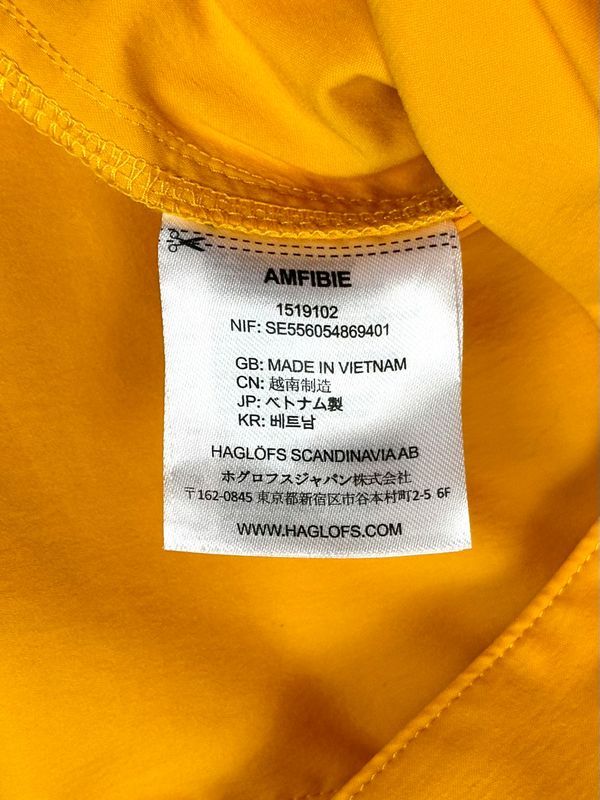 AMFIBIE
1519102
NIF: SE556054869401
GB: MADE IN VIETNAM
CN: 越南制造
JP: ベトナム製
KR: 베트남
HAGLÖFS SCANDINAVIA AB
ホグロフスジャパン株式会社
〒162-0845 東京都新宿区市谷本村町2-5 6F
WWW.HAGLOFS.COM